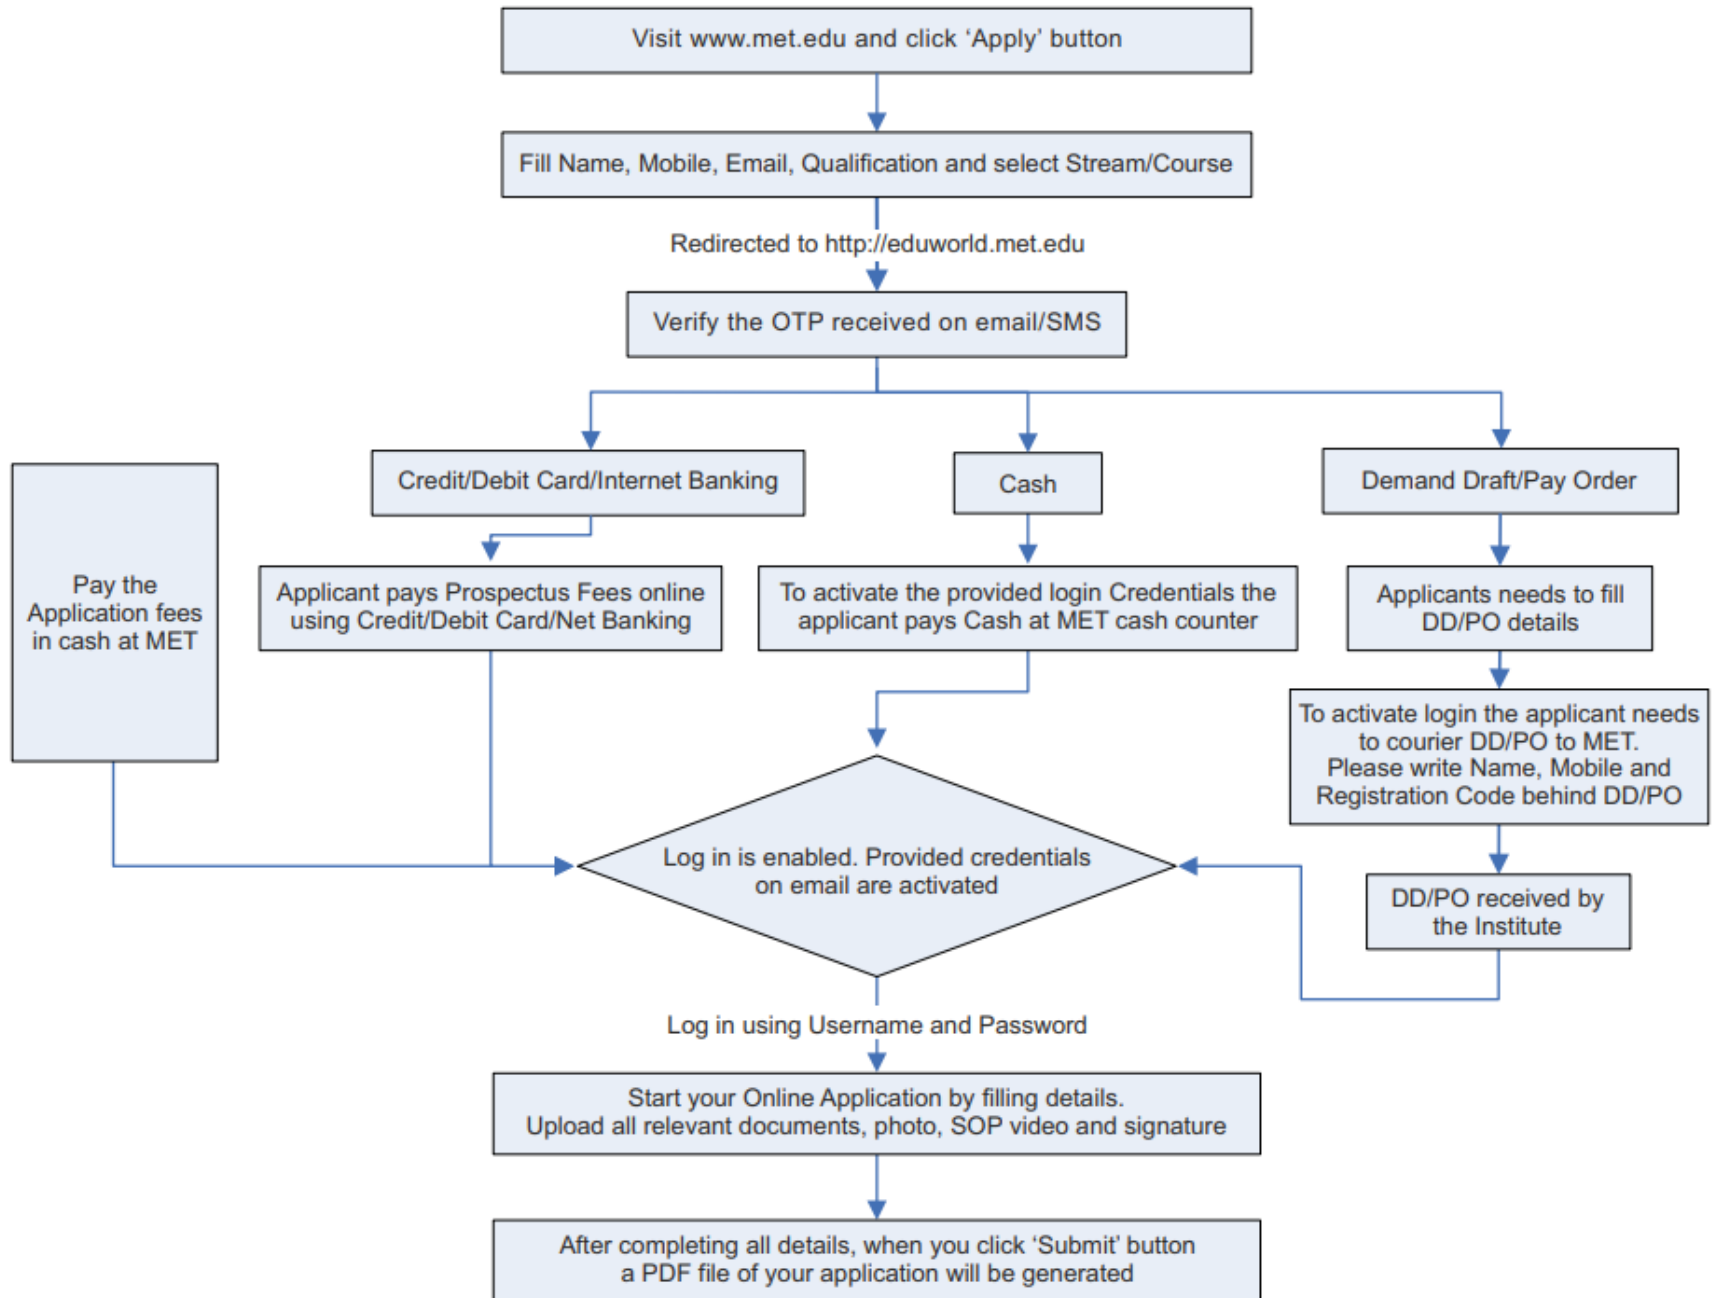 Visit www.met.edu and click ‘Apply’ button
Fill Name, Mobile, Email, Qualification and select Stream/Course
Redirected to http://eduworld.met.edu
Verify the OTP received on email/SMS
Credit/Debit Card/Internet Banking
Cash
Demand Draft/Pay Order
Pay the
Application fees
in cash at MET
Applicant pays Prospectus Fees online
using Credit/Debit Card/Net Banking
To activate the provided login Credentials the
applicant pays Cash at MET cash counter
Applicants needs to fill
DD/PO details
To activate login the applicant needs
to courier DD/PO to MET.
Please write Name, Mobile and
Registration Code behind DD/PO
Log in is enabled. Provided credentials
on email are activated
DD/PO received by
the Institute
Log in using Username and Password
Start your Online Application by filling details.
Upload all relevant documents, photo, SOP video and signature
After completing all details, when you click ‘Submit’ button
a PDF file of your application will be generated